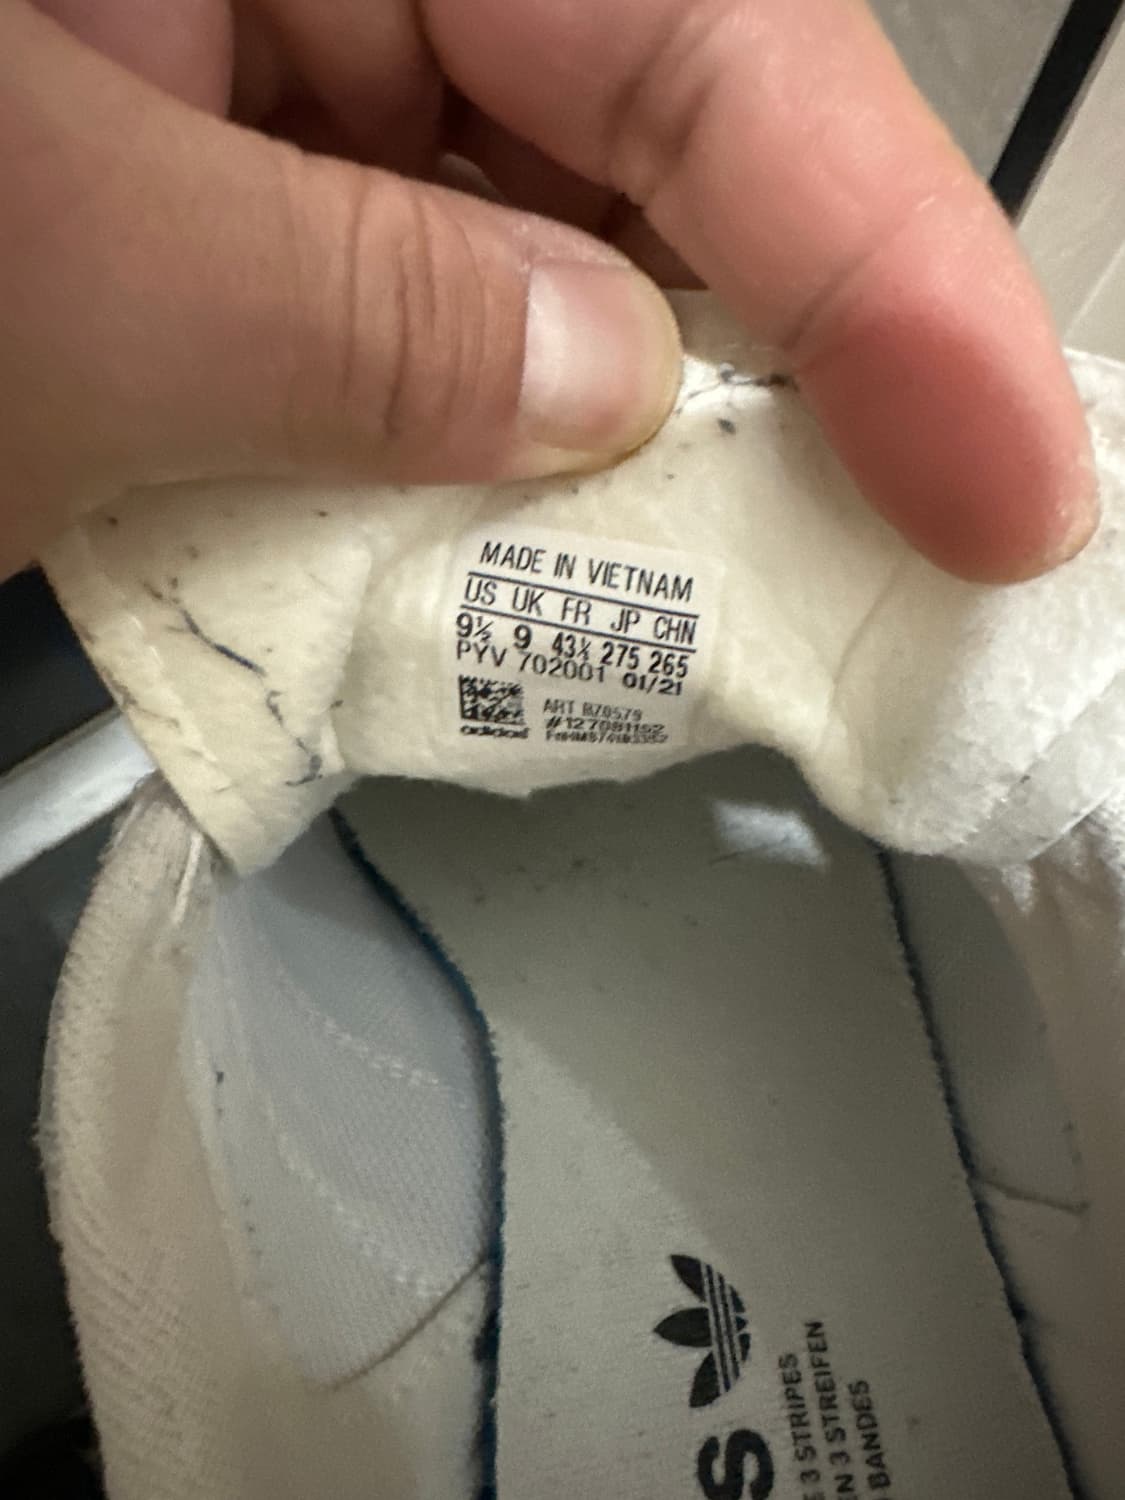 MADE IN VIETNAM
US UK FR JP CHN
9½ 9 43⅓ 275 265
PYV 702001 01/21
ART
adidas
S
3 STRIPES
3 STREIFEN
BANDES